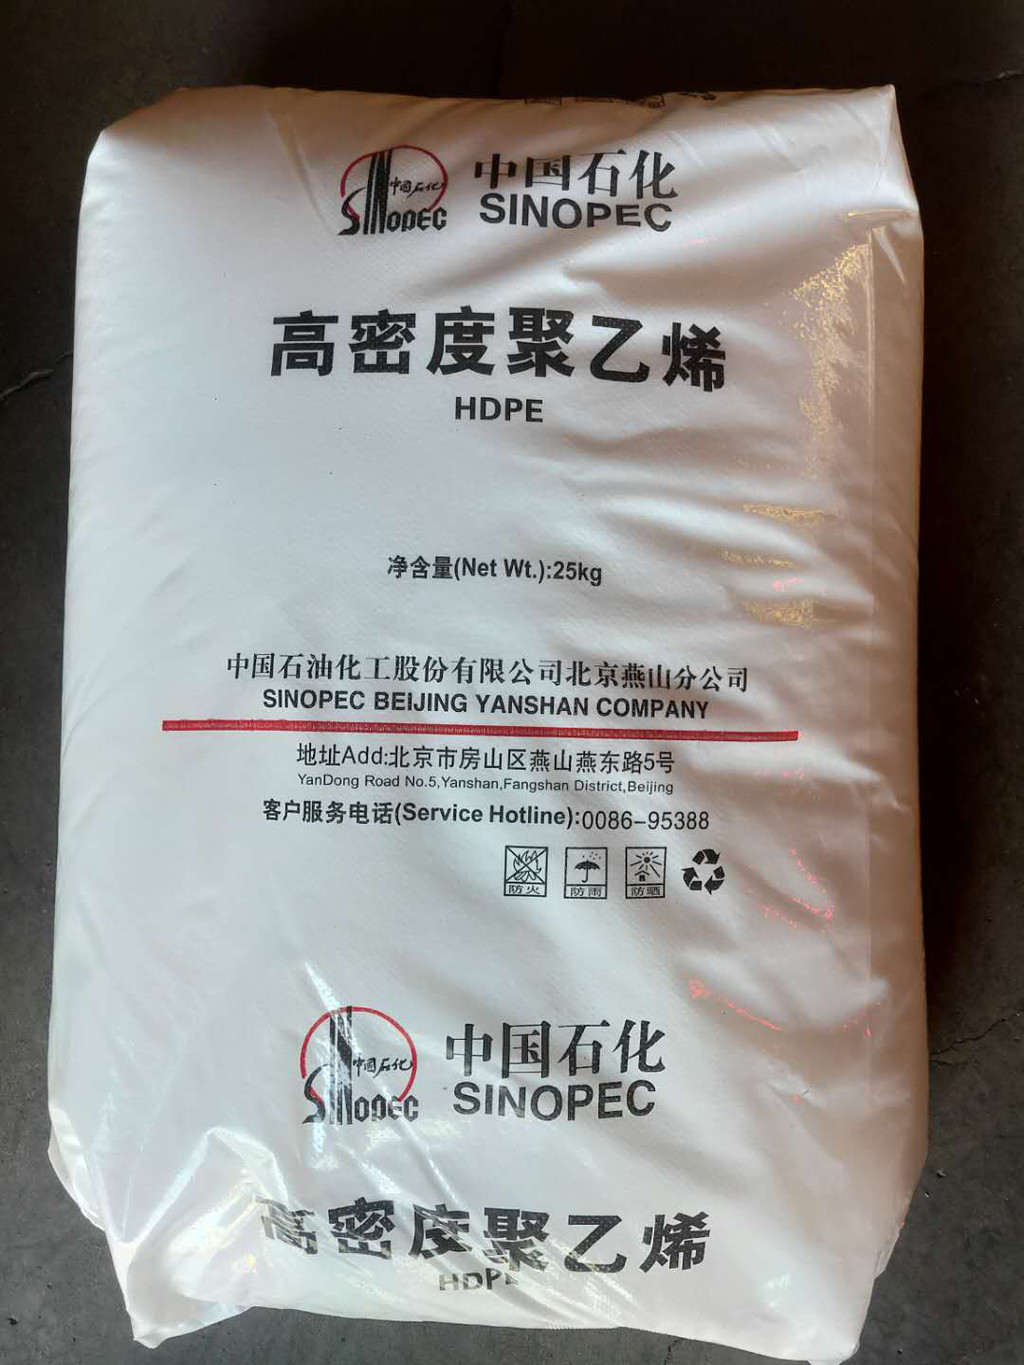 中国石化
SINOPEC
中国石化
SINOPEC
高密度聚乙烯
HDPE
净含量(Net Wt.):25kg
中国石油化工股份有限公司北京燕山分公司
SINOPEC BEIJING YANSHAN COMPANY
地址Add:北京市房山区燕山燕东路5号
YanDong Road No.5,Yanshan,Fangshan District,Beijing
客户服务电话(Service Hotline):0086-95388
防火 防雨 防晒
中国石化
SINOPEC
中国石化
SINOPEC
高密度聚乙烯
HDPE